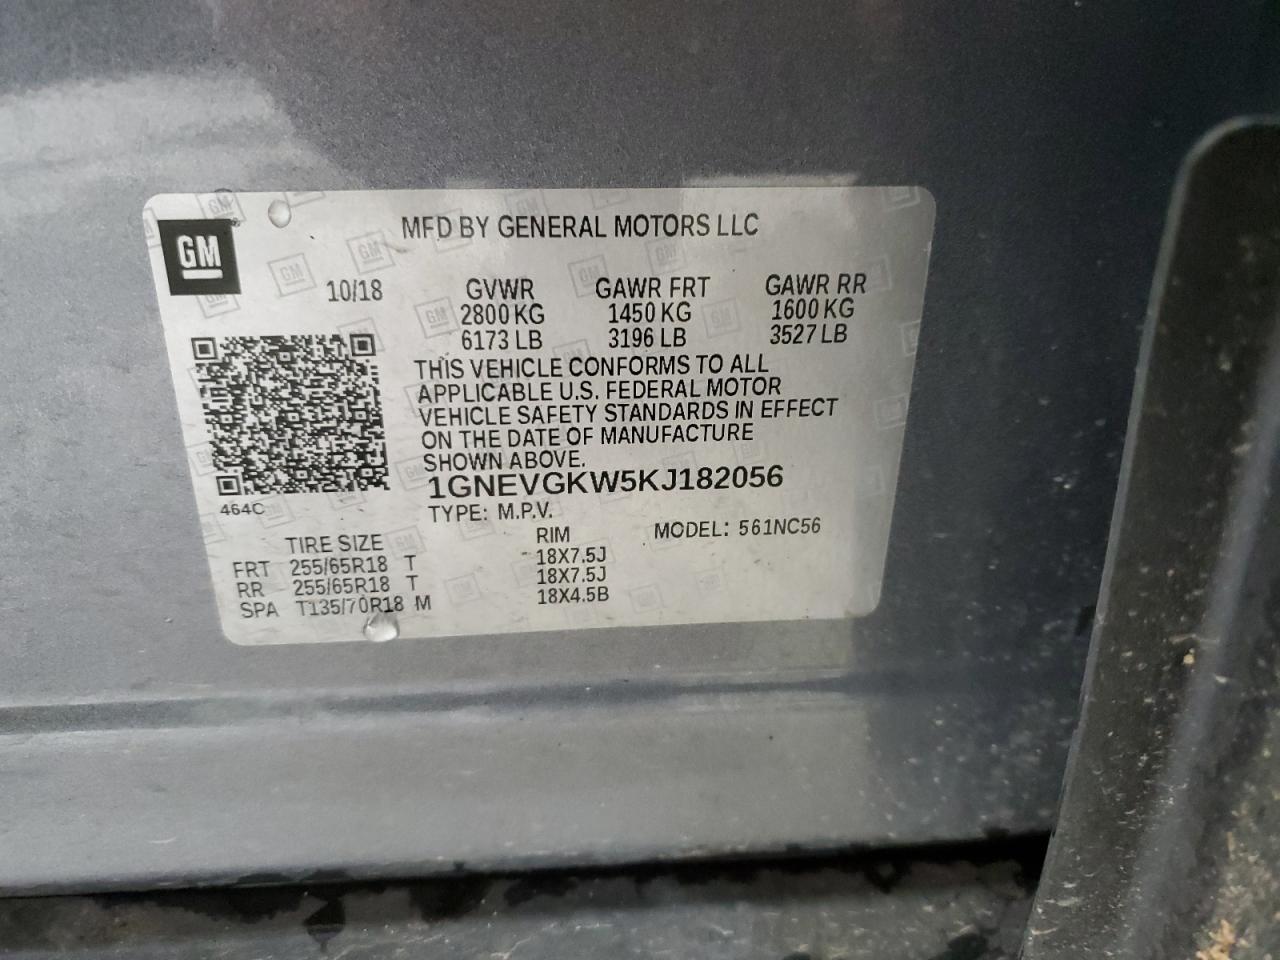 GM
MFD BY GENERAL MOTORS LLC
10/18 GVWR GAWR FRT GAWR RR
2800 KG 1450 KG 1600 KG
6173 LB 3196 LB 3527 LB
THIS VEHICLE CONFORMS TO ALL
APPLICABLE U.S. FEDERAL MOTOR
VEHICLE SAFETY STANDARDS IN EFFECT
ON THE DATE OF MANUFACTURE
SHOWN ABOVE.
1GNEVGKW5KJ182056
464C
TYPE: M.P.V.
TIRE SIZE RIM MODEL: 561NC56
FRT 255/65R18 T 18X7.5J
RR 255/65R18 T 18X7.5J
SPA T135/70R18 M 18X4.5B